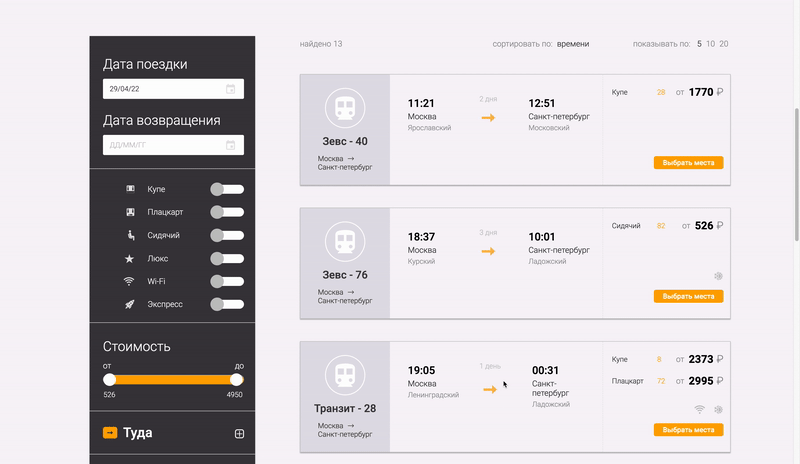 Дата поездки
29/04/22
Дата возвращения
ДД/ММ/ГГ
Купе
Плацкарт
Сидячий
Люкс
Wi-Fi
Экспресс
Стоимость
от до
526 4950
Туда
найдено 13
сортировать по: времени
показывать по: 5 10 20
Зевс - 40
Москва →
Санкт-петербург
11:21
Москва
Ярославский
2 дня
12:51
Санкт-петербург
Московский
Купе 28 от 1770 ₽
Выбрать места
Зевс - 76
Москва →
Санкт-петербург
18:37
Москва
Курский
3 дня
10:01
Санкт-петербург
Ладожский
Сидячий 82 от 526 ₽
Выбрать места
Транзит - 28
Москва →
Санкт-петербург
19:05
Москва
Ленинградский
1 день
00:31
Санкт-
петербург
Ладожский
Купе 8 от 2373 ₽
Плацкарт 72 от 2995 ₽
Выбрать места